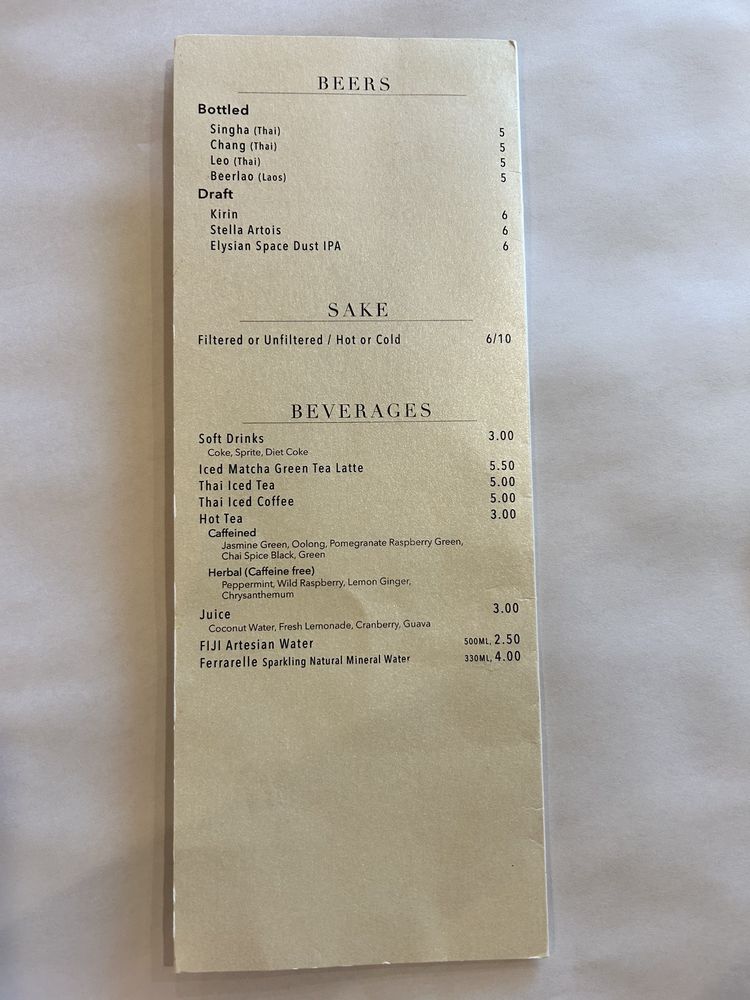 BEERS
Bottled
Singha (Thai) 5
Chang (Thai) 5
Leo (Thai) 5
Beerlao (Laos) 5
Draft
Kirin 6
Stella Artois 6
Elysian Space Dust IPA 6
SAKE
Filtered or Unfiltered / Hot or Cold 6/10
BEVERAGES
Soft Drinks 3.00
Coke, Sprite, Diet Coke
Iced Matcha Green Tea Latte 5.50
Thai Iced Tea 5.00
Thai Iced Coffee 5.00
Hot Tea 3.00
Caffeined
Jasmine Green, Oolong, Pomegranate Raspberry Green,
Chai Spice Black, Green
Herbal (Caffeine free)
Peppermint, Wild Raspberry, Lemon Ginger,
Chrysanthemum
Juice 3.00
Coconut Water, Fresh Lemonade, Cranberry, Guava
FIJI Artesian Water 500ML, 2.50
Ferrarelle Sparkling Natural Mineral Water 330ML, 4.00